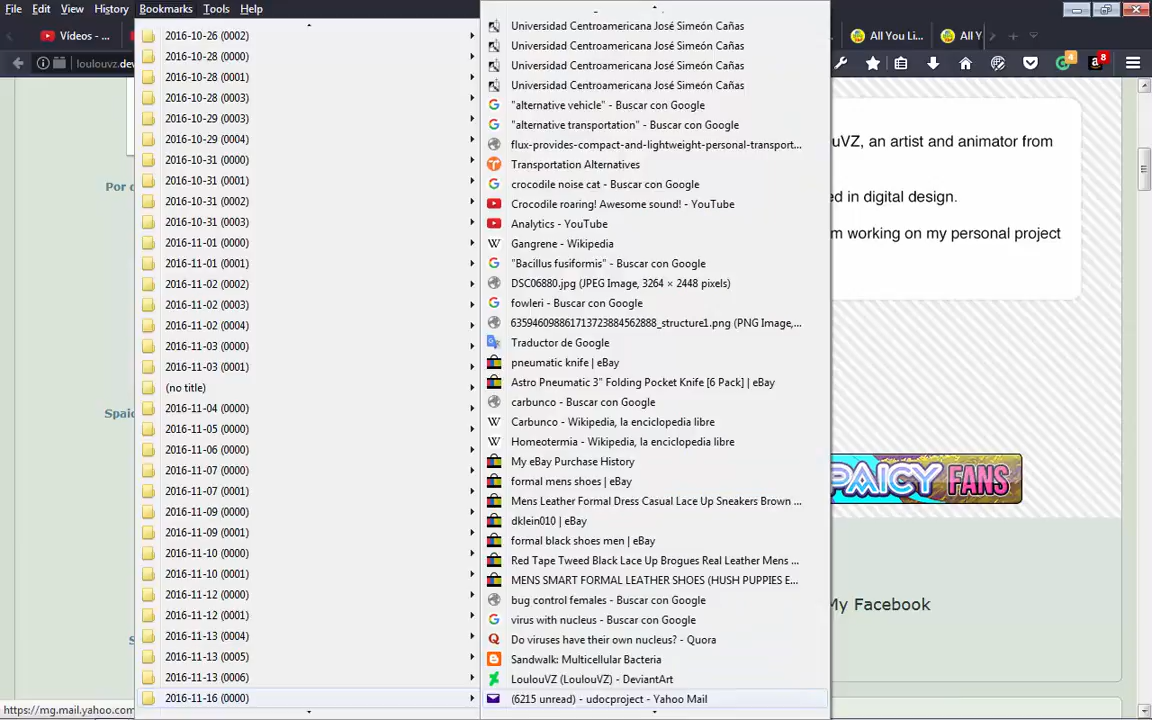 File Edit View History Bookmarks Tools Help
Vídeos - ...
All You Li...
All Y
loulouvz.dev
4
8
2016-10-26 (0002)
2016-10-28 (0000)
2016-10-28 (0001)
2016-10-28 (0003)
2016-10-29 (0003)
2016-10-29 (0004)
2016-10-31 (0000)
2016-10-31 (0001)
2016-10-31 (0002)
2016-10-31 (0003)
2016-11-01 (0000)
2016-11-01 (0001)
2016-11-02 (0002)
2016-11-02 (0003)
2016-11-02 (0004)
2016-11-03 (0000)
2016-11-03 (0001)
(no title)
2016-11-04 (0000)
2016-11-05 (0000)
2016-11-06 (0000)
2016-11-07 (0000)
2016-11-07 (0001)
2016-11-09 (0000)
2016-11-09 (0001)
2016-11-10 (0000)
2016-11-10 (0001)
2016-11-12 (0000)
2016-11-12 (0001)
2016-11-13 (0004)
2016-11-13 (0005)
2016-11-13 (0006)
2016-11-16 (0000)
Universidad Centroamericana José Simeón Cañas
Universidad Centroamericana José Simeón Cañas
Universidad Centroamericana José Simeón Cañas
Universidad Centroamericana José Simeón Cañas
"alternative vehicle" - Buscar con Google
"alternative transportation" - Buscar con Google
flux-provides-compact-and-lightweight-personal-transport...
Transportation Alternatives
crocodile noise cat - Buscar con Google
Crocodile roaring! Awesome sound! - YouTube
Analytics - YouTube
Gangrene - Wikipedia
"Bacillus fusiformis" - Buscar con Google
DSC06880.jpg (JPEG Image, 3264 × 2448 pixels)
fowleri - Buscar con Google
635946098861713723884562888_structure1.png (PNG Image,...
Traductor de Google
pneumatic knife | eBay
Astro Pneumatic 3" Folding Pocket Knife [6 Pack] | eBay
carbunco - Buscar con Google
Carbunco - Wikipedia, la enciclopedia libre
Homeotermia - Wikipedia, la enciclopedia libre
My eBay Purchase History
formal mens shoes | eBay
Mens Leather Formal Dress Casual Lace Up Sneakers Brown ...
dklein010 | eBay
formal black shoes men | eBay
Red Tape Tweed Black Lace Up Brogues Real Leather Mens ...
MENS SMART FORMAL LEATHER SHOES (HUSH PUPPIES E...
bug control females - Buscar con Google
virus with nucleus - Buscar con Google
Do viruses have their own nucleus? - Quora
Sandwalk: Multicellular Bacteria
LoulouVZ (LoulouVZ) - DeviantArt
(6215 unread) - udocproject - Yahoo Mail
uVZ, an artist and animator from
ed in digital design.
m working on my personal project
PAICY FANS
My Facebook
Por d
Spaic
S
https://mg.mail.yahoo.com